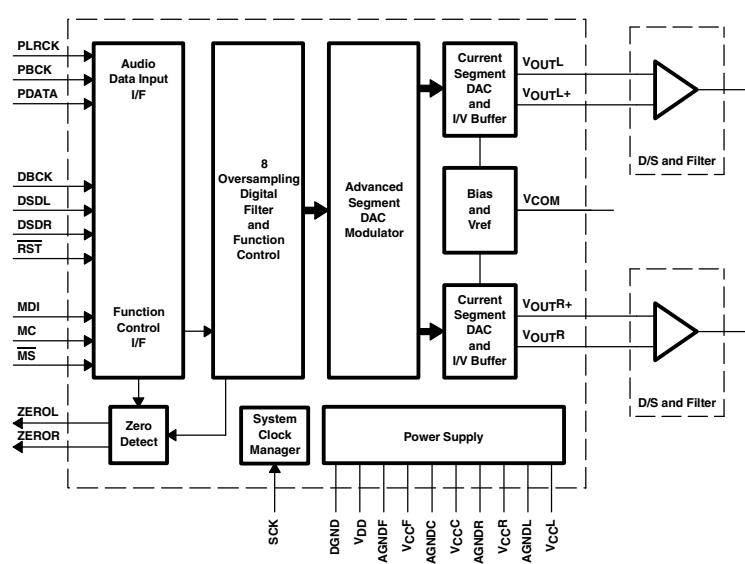 PLRCK
PBCK
PDATA
DBCK
DSDL
DSDR
RST
MDI
MC
MS
ZEROL
ZEROR
Audio
Data Input
I/F
Function
Control
I/F
8
Oversampling
Digital
Filter
and
Function
Control
Advanced
Segment
DAC
Modulator
Current
Segment
DAC
and
I/V Buffer
VOUTL
VOUTL+
D/S and Filter
Bias
and
Vref
VCOM
Current
Segment
DAC
and
I/V Buffer
VOUTR+
VOUTR
D/S and Filter
Zero
Detect
System
Clock
Manager
Power Supply
SCK
DGND
VDD
AGNDF
VCCF
AGNDC
VCCC
AGNDR
VCCR
AGNDL
VCCL